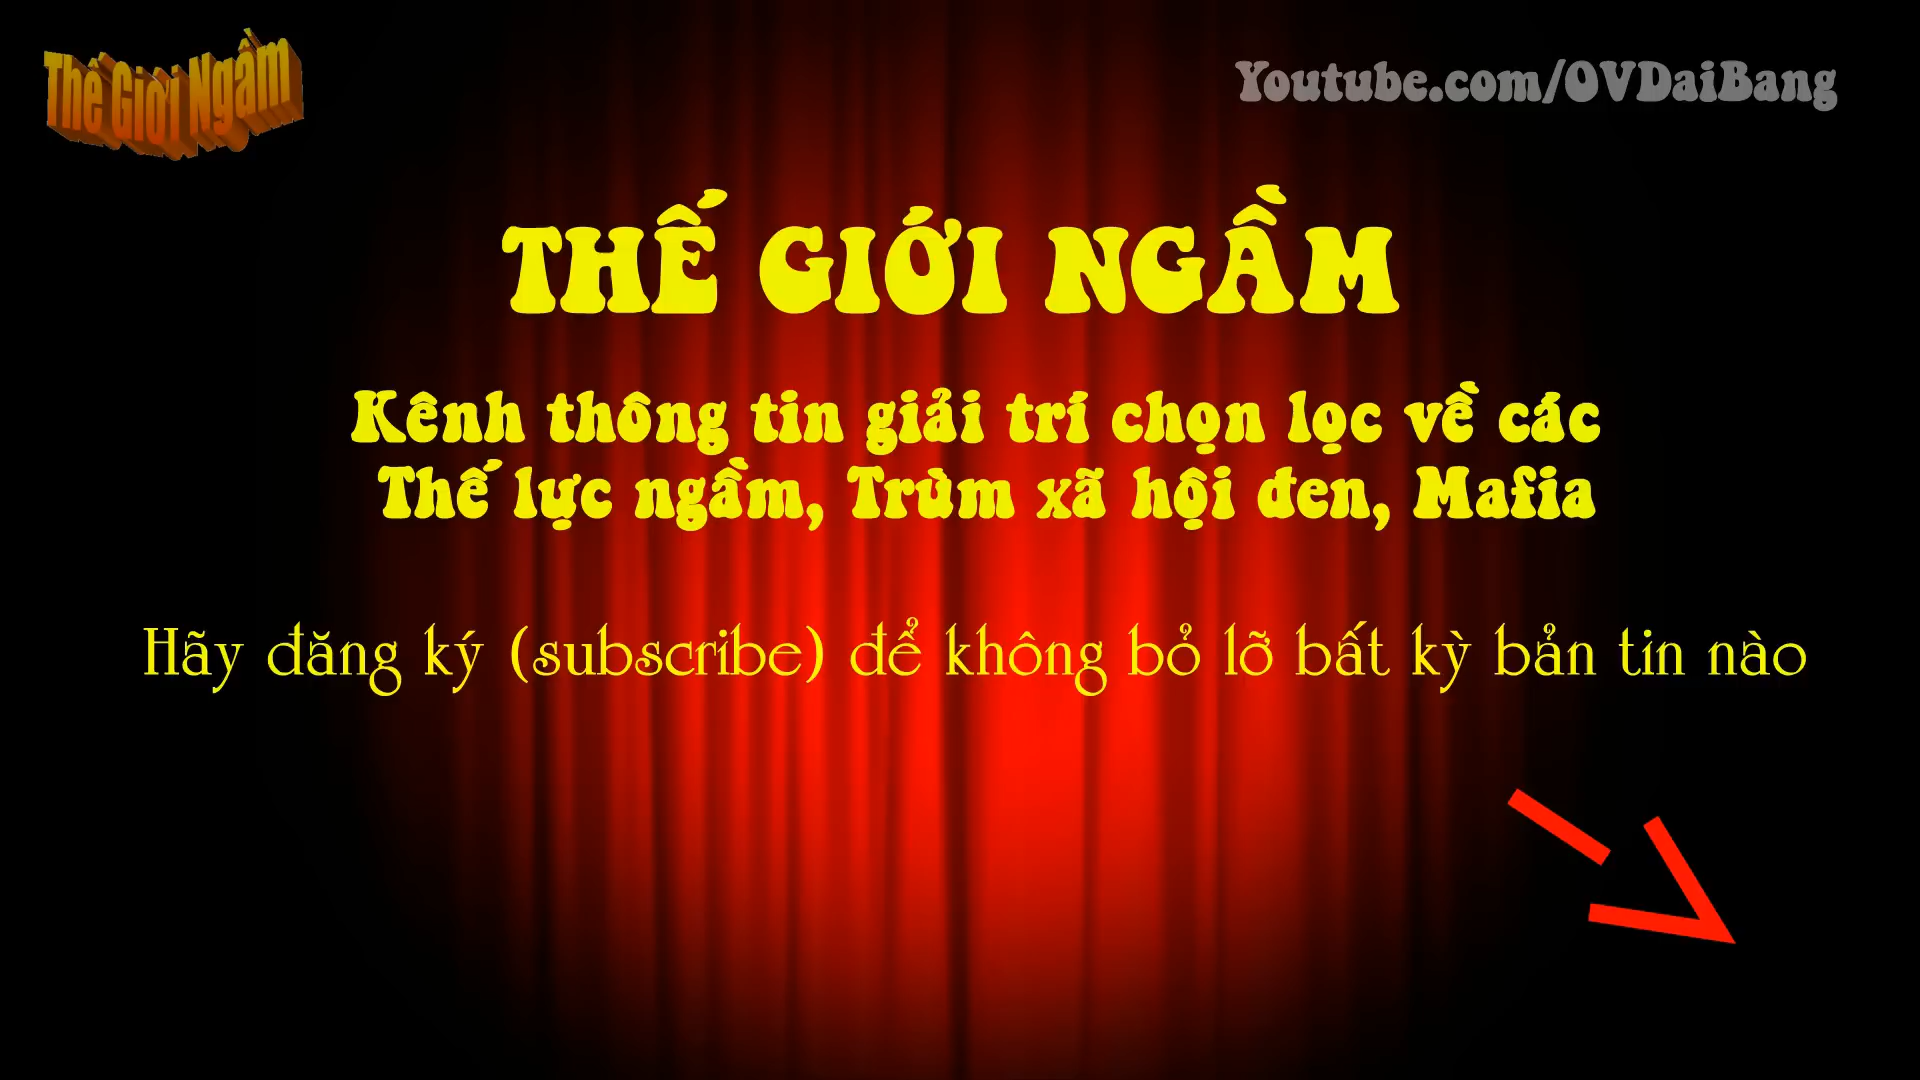 Thế Giới Ngầm
Youtube.com/OVDaiBang
THẾ GIỚI NGẦM
Kênh thông tin giải trí chọn lọc về các
Thế lực ngầm, Trùm xã hội đen, Mafia
Hãy đăng ký (subscribe) để không bỏ lỡ bất kỳ bản tin nào